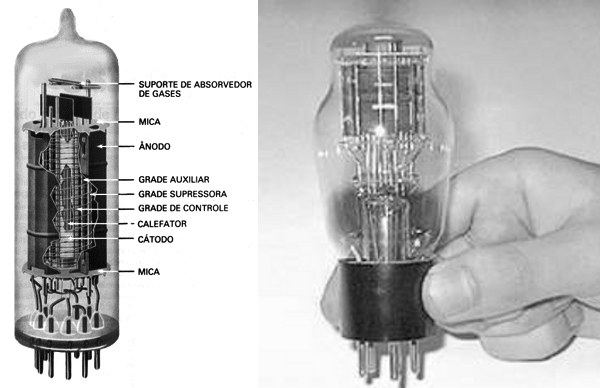 SUPORTE DE ABSORVEDOR
DE GASES
MICA
ÂNODO
GRADE AUXILIAR
GRADE SUPRESSORA
GRADE DE CONTROLE
CALEFATOR
CÁTODO
MICA